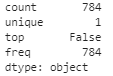 count 784
unique 1
top False
freq 784
dtype: object